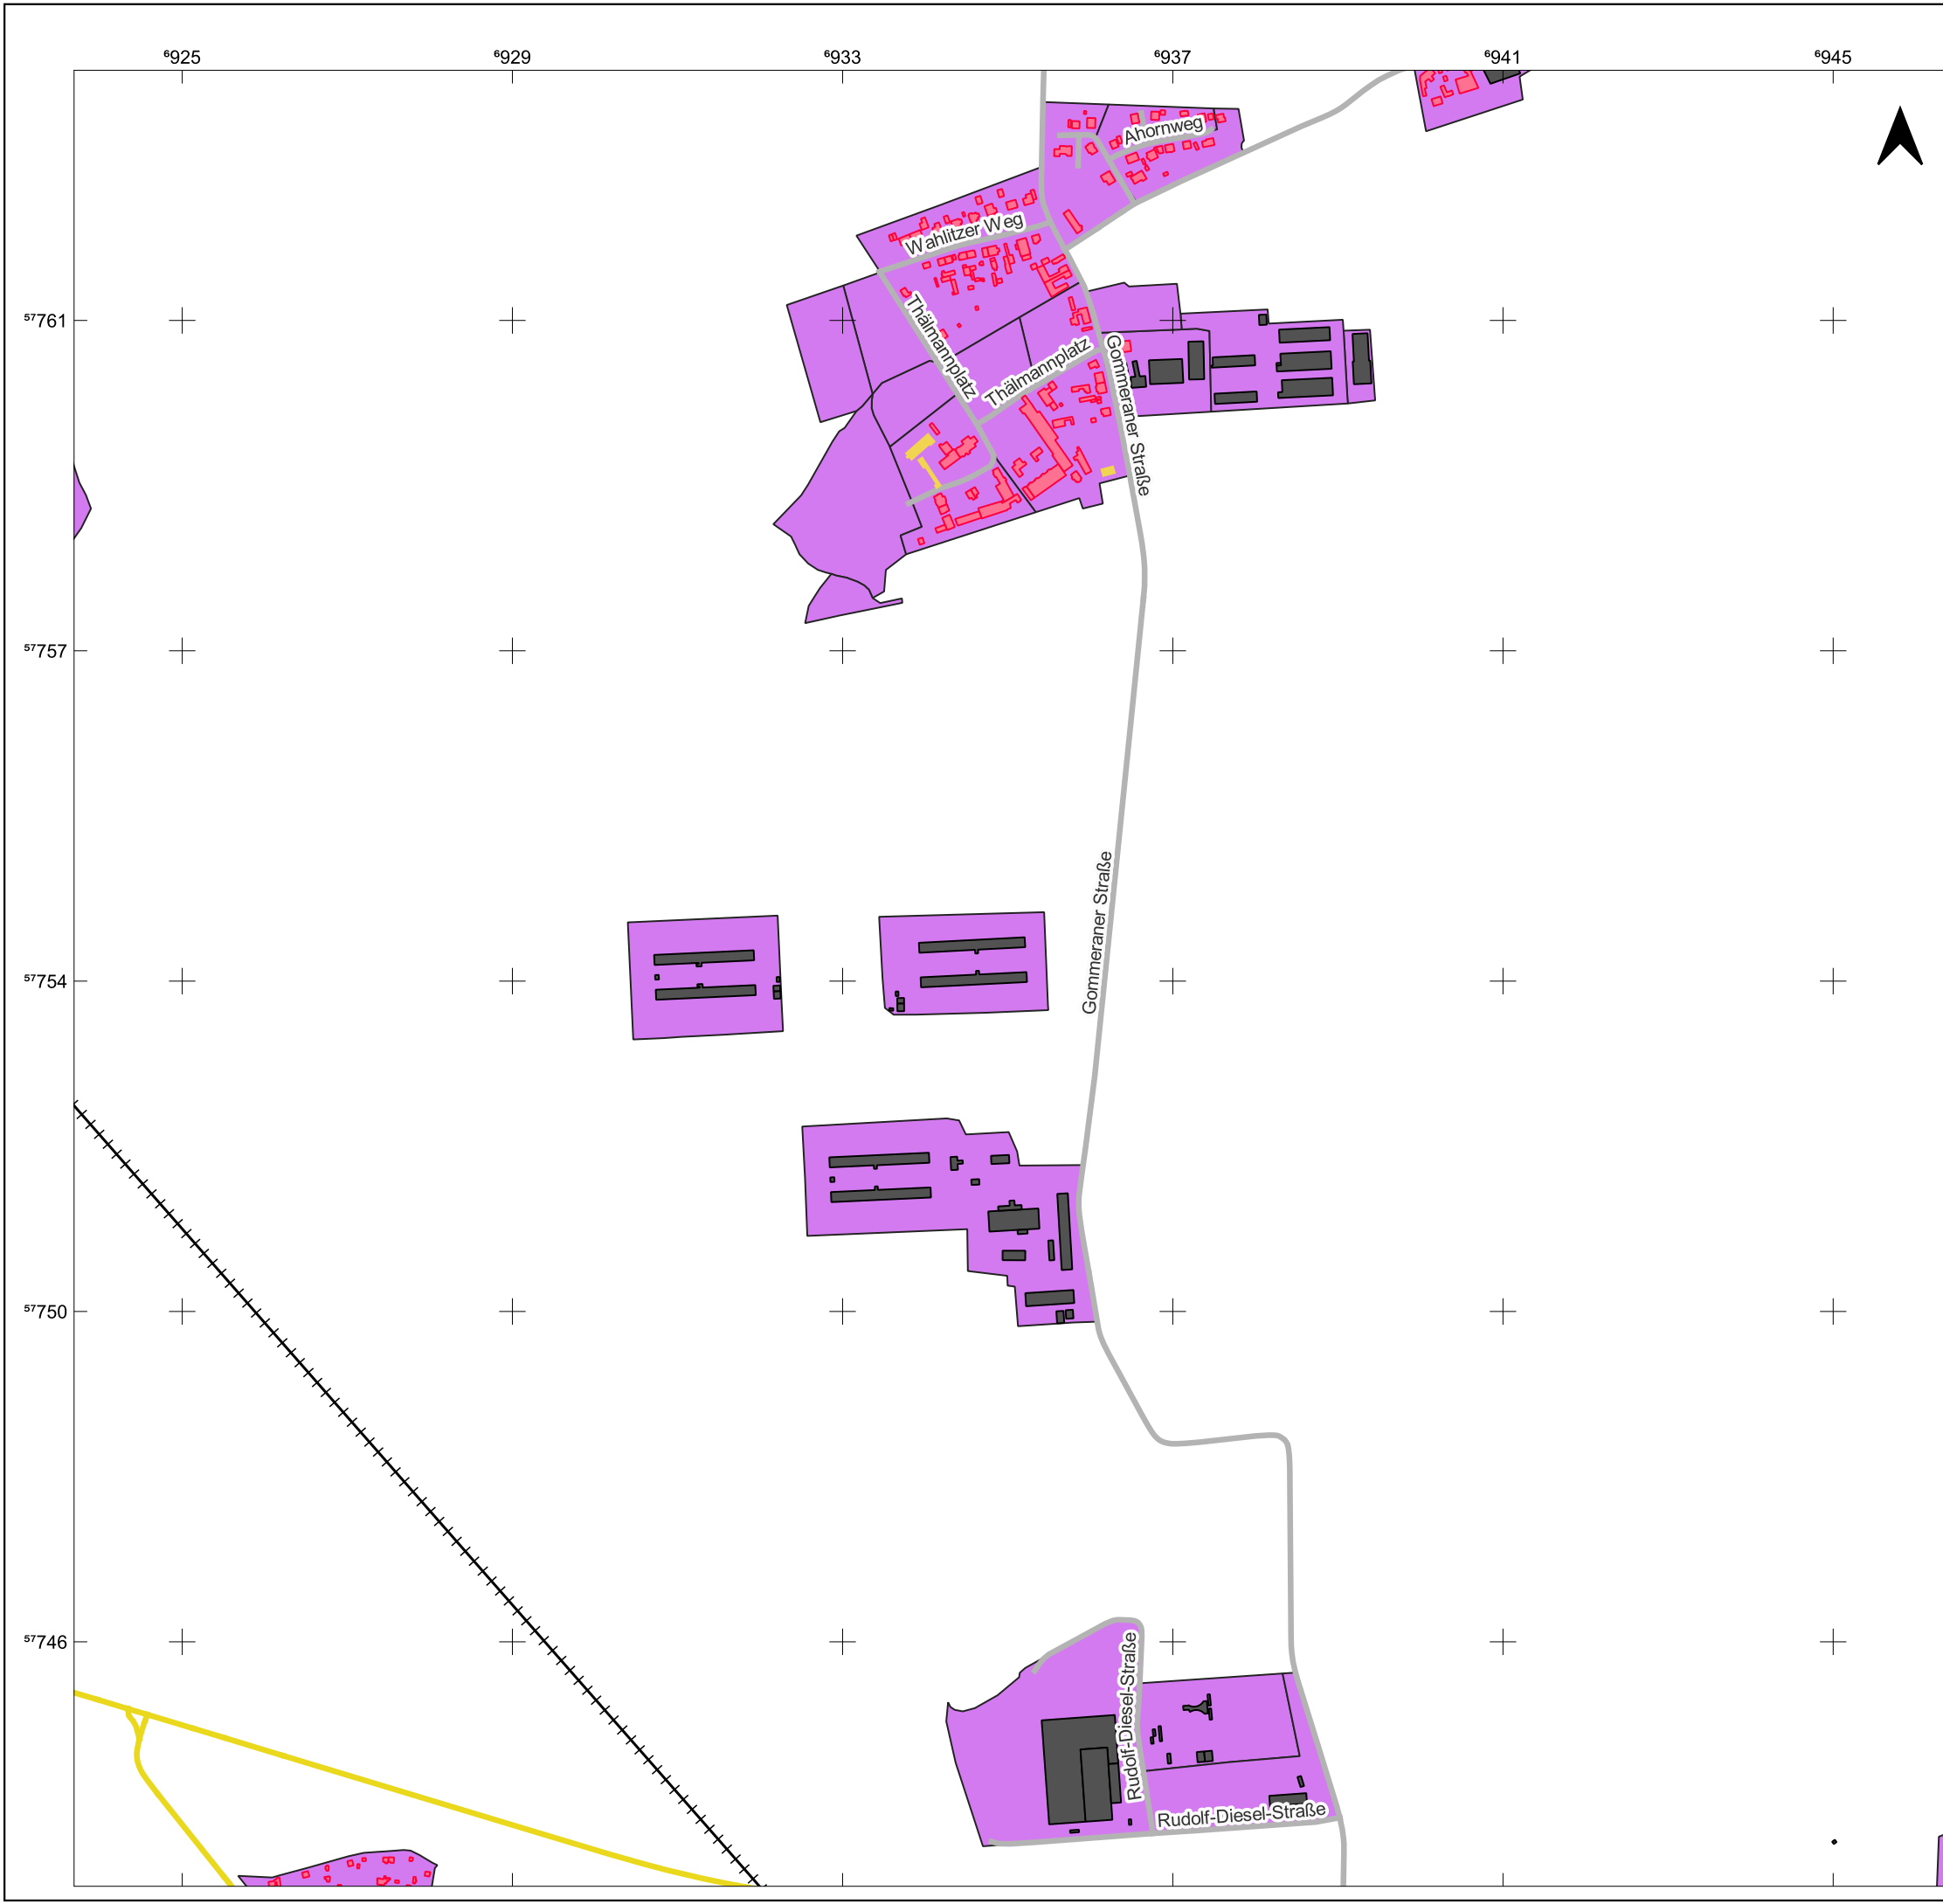 ⁶925 ⁶929 ⁶933 ⁶937 ⁶941 ⁶945
Ahornweg
Wahlitzer Weg
⁵⁷761
Thälmannplatz
Thälmannplatz
Gommeraner Straße
⁵⁷757
Gommeraner Straße
⁵⁷754
⁵⁷750
⁵⁷746
Rudolf-Diesel-Straße
Rudolf-Diesel-Straße